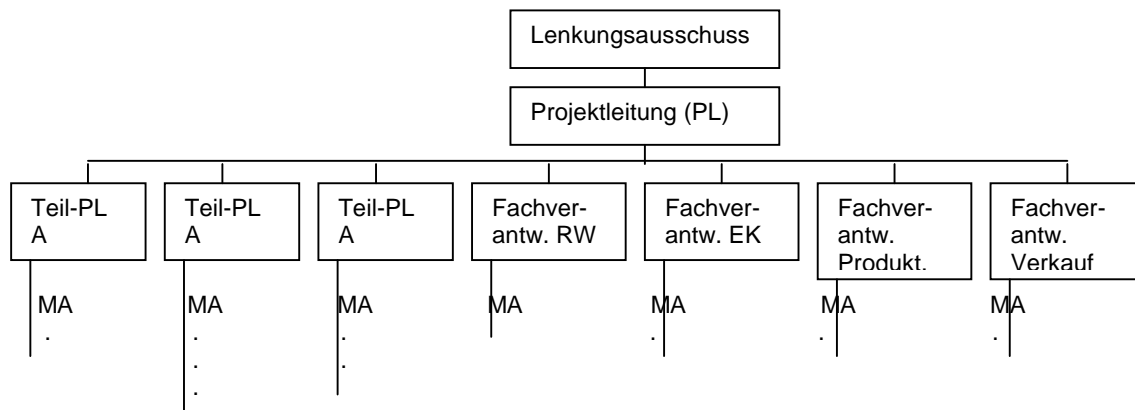 Lenkungsausschuss
Projektleitung (PL)
Teil-PL
A
Teil-PL
A
Teil-PL
A
Fachver-
antw. RW
Fachver-
antw. EK
Fachver-
antw.
Produkt.
Fachver-
antw.
Verkauf
MA
.
MA
.
.
.
MA
.
.
MA
MA
.
MA
.
MA
.